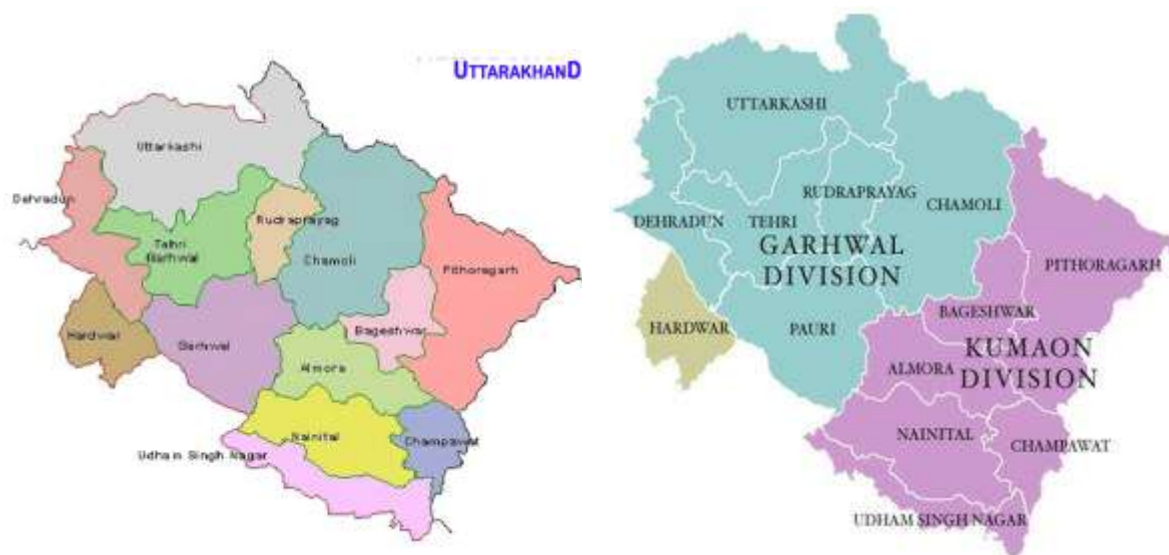 UTTARAKHAND
Uttarkashi
Dehradun
Rudraprayag
Tehri
Garhwal
Chamoli
Pithoragarh
Hardwar
Garhwal
Bageshwar
Almora
Nainital
Champawat
Udham Singh Nagar
UTTARKASHI
RUDRAPRAYAG
CHAMOLI
DEHRADUN
TEHRI
GARHWAL
DIVISION
PITHORAGARH
HARDWAR
PAURI
BAGESHWAR
KUMAON
DIVISION
ALMORA
NAINITAL
CHAMPAWAT
UDHAM SINGH NAGAR